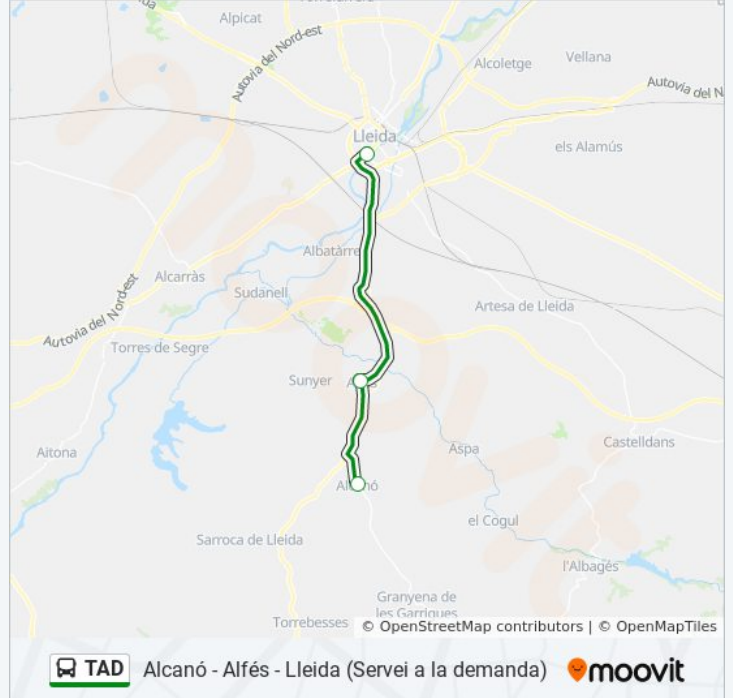 Alpicat
Autovia del Nord-est
Alcoletge
Vellana
Autovia del N
Lleida
els Alamús
Albatàrre
Alcarràs
Sudanell
Artesa de Lleida
Autovia del Nord-est
Torres de Segre
Sunyer
Aitona
Aspa
Castelldans
el Cogul
Sarroca de Lleida
l'Albagés
Granyena de
les Garrigues
Torrebesses
© OpenStreetMap contributors | © OpenMapTiles
TAD Alcanó - Alfés - Lleida (Servei a la demanda) moovit